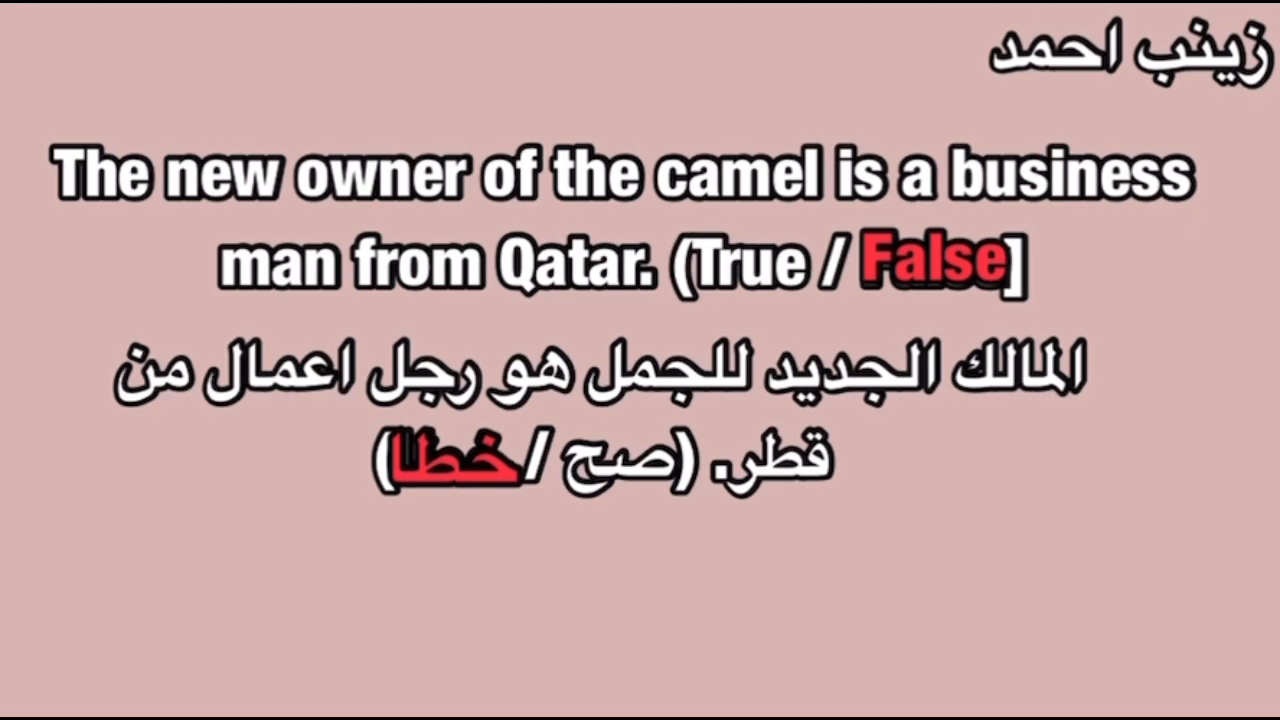 زينب احمد
The new owner of the camel is a business
man from Qatar. (True / False]
المالك الجديد للجمل هو رجل اعمال من
قطر. (صح / خطا)